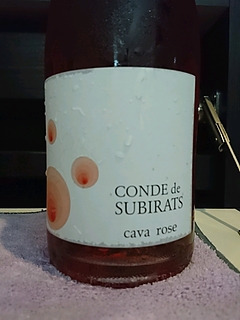 CONDE de
SUBIRATS
cava rose